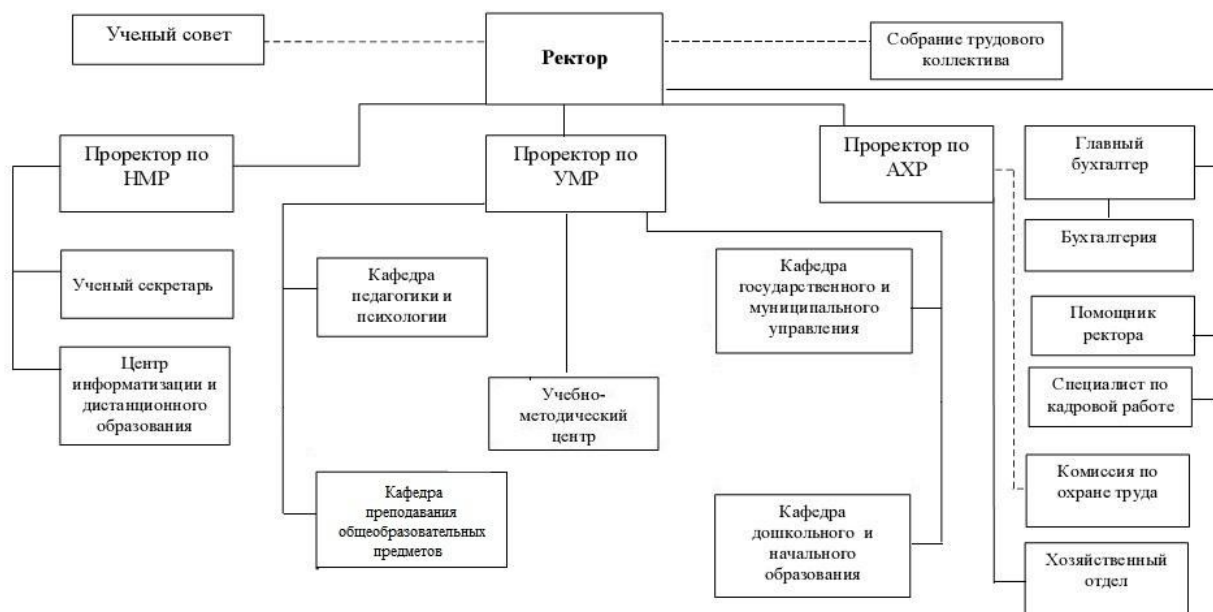 Ученый совет
Ректор
Собрание трудового
коллектива
Проректор по
НМР
Проректор по
УМР
Проректор по
АХР
Главный
бухгалтер
Бухгалтерия
Ученый секретарь
Кафедра
педагогики и
психологии
Кафедра
государственного и
муниципального
управления
Помощник
ректора
Центр
информатизации и
дистанционного
образования
Учебно-
методический
центр
Специалист по
кадровой работе
Кафедра
преподавания
общеобразовательных
предметов
Кафедра
дошкольного и
начального
образования
Комиссия по
охране труда
Хозяйственный
отдел